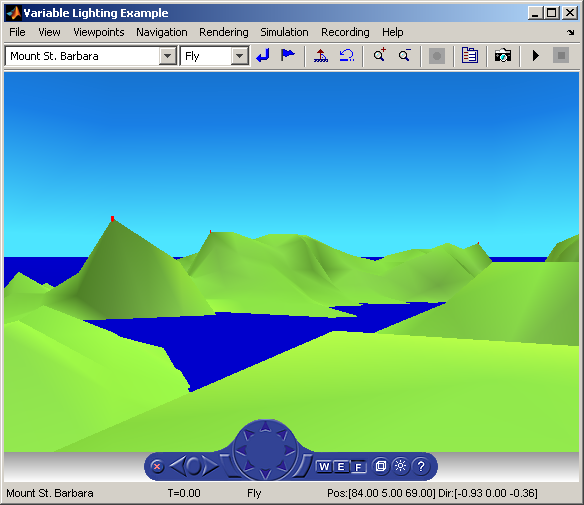 Variable Lighting Example
File View Viewpoints Navigation Rendering Simulation Recording Help
Mount St. Barbara Fly
W E F ?
Mount St. Barbara T=0.00 Fly Pos:[84.00 5.00 69.00] Dir:[-0.93 0.00 -0.36]